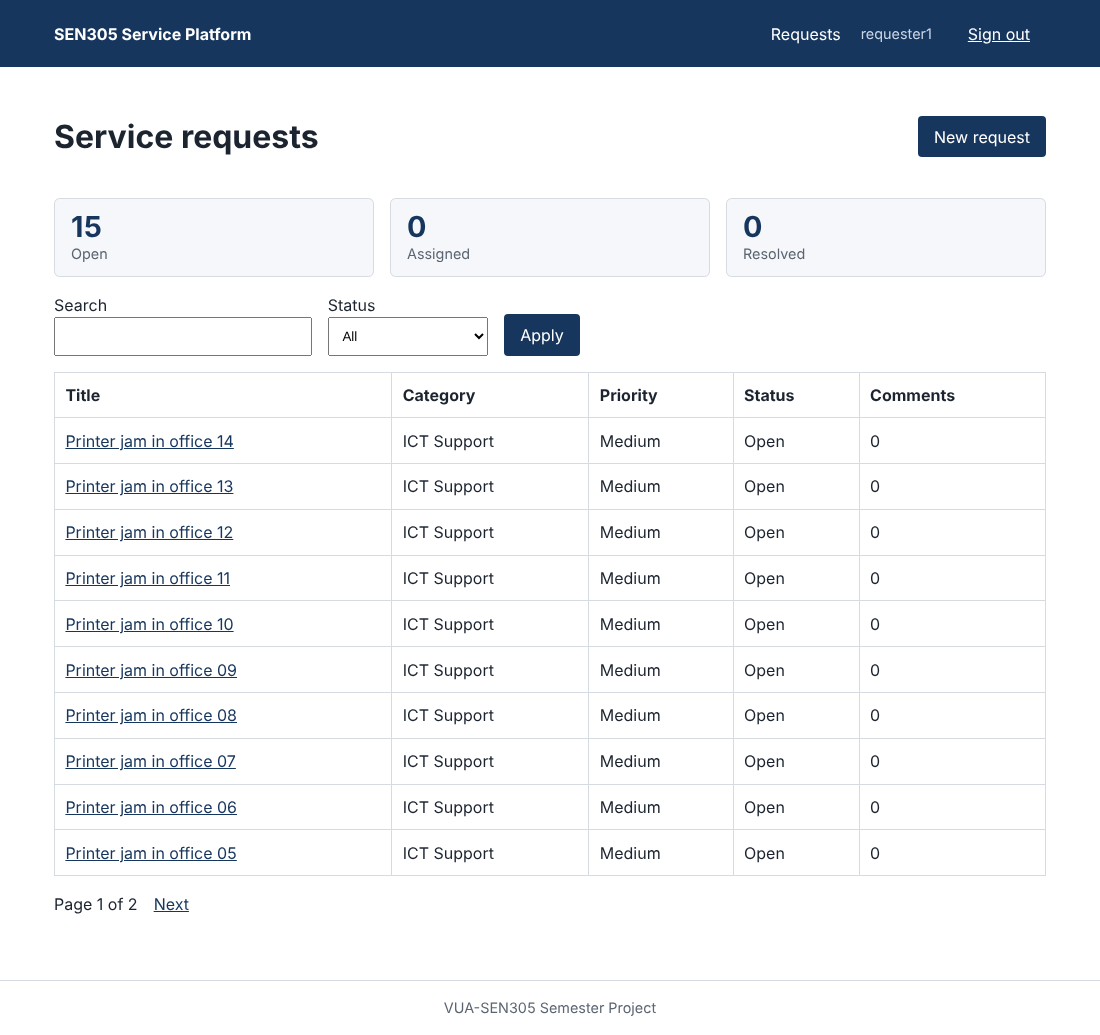 SEN305 Service Platform Requests requester1 Sign out
Service requests New request
15 0 0
Open Assigned Resolved
Search Status
All Apply
Title Category Priority Status Comments
Printer jam in office 14 ICT Support Medium Open 0
Printer jam in office 13 ICT Support Medium Open 0
Printer jam in office 12 ICT Support Medium Open 0
Printer jam in office 11 ICT Support Medium Open 0
Printer jam in office 10 ICT Support Medium Open 0
Printer jam in office 09 ICT Support Medium Open 0
Printer jam in office 08 ICT Support Medium Open 0
Printer jam in office 07 ICT Support Medium Open 0
Printer jam in office 06 ICT Support Medium Open 0
Printer jam in office 05 ICT Support Medium Open 0
Page 1 of 2 Next
VUA-SEN305 Semester Project